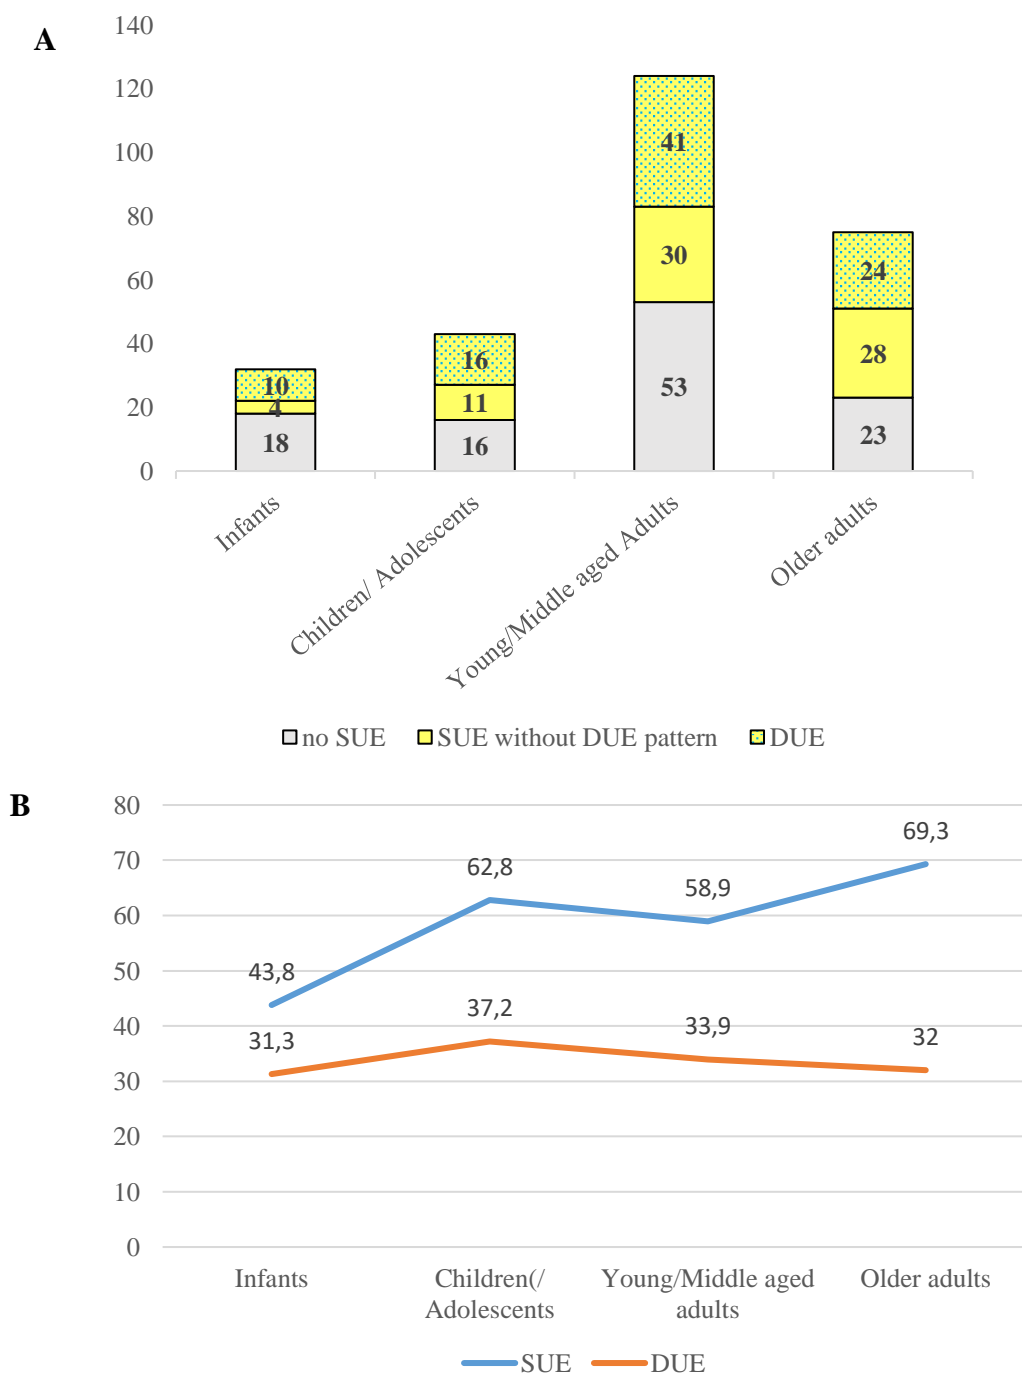 A
140
120
100
80
60
40
20
0
41
30
53
24
28
23
16
11
16
10
4
18
Infants
Children/ Adolescents
Young/Middle aged Adults
Older adults
no SUE SUE without DUE pattern DUE
B
80
70
60
50
40
30
20
10
0
43,8
62,8
58,9
69,3
31,3
37,2
33,9
32
Infants
Children(/
Adolescents
Young/Middle aged
adults
Older adults
SUE DUE